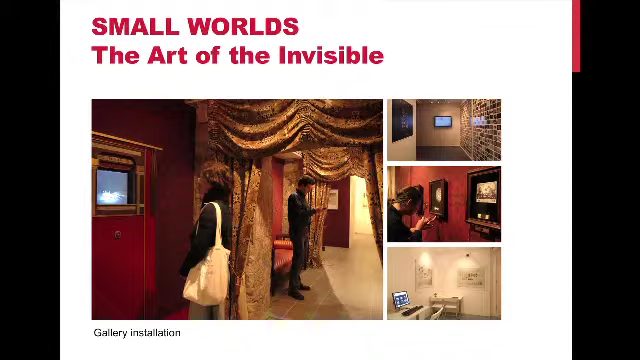 SMALL WORLDS
The Art of the Invisible
Gallery installation